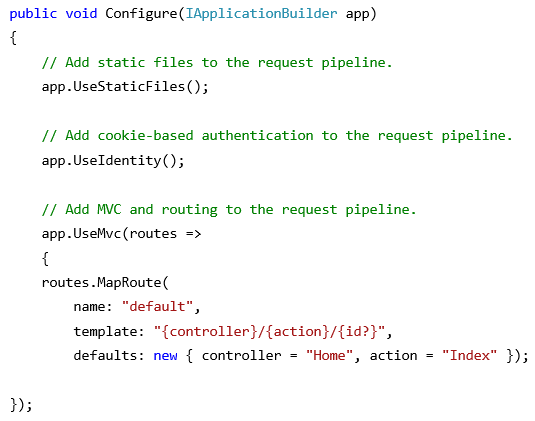 public void Configure(IApplicationBuilder app)
{
    // Add static files to the request pipeline.
    app.UseStaticFiles();

    // Add cookie-based authentication to the request pipeline.
    app.UseIdentity();

    // Add MVC and routing to the request pipeline.
    app.UseMvc(routes =>
    {
    routes.MapRoute(
        name: "default",
        template: "{controller}/{action}/{id?}",
        defaults: new { controller = "Home", action = "Index" });

});